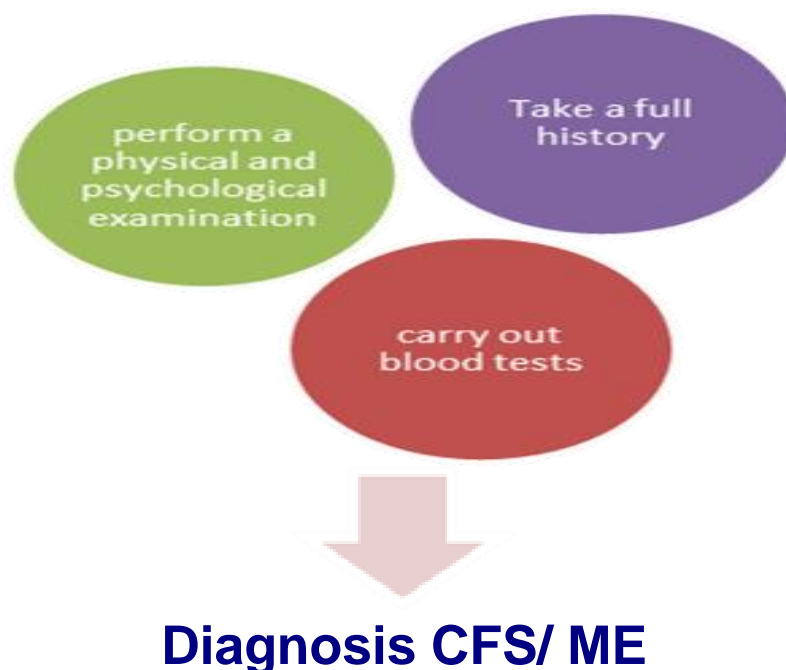 perform a
physical and
psychological
examination
Take a full
history
carry out
blood tests
Diagnosis CFS/ ME